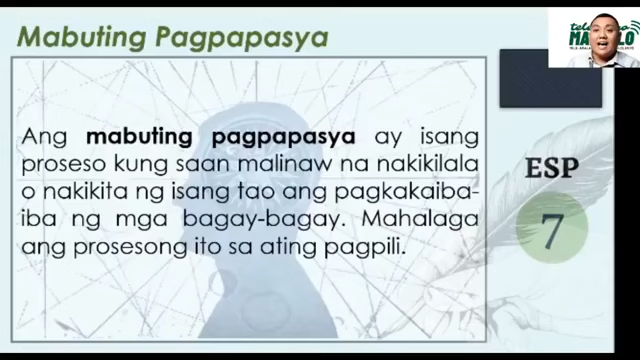 Mabuting Pagpapasya
Ang mabuting pagpapasya ay isang
proseso kung saan malinaw na nakikilala
o nakikita ng isang tao ang pagkakaiba-
iba ng mga bagay-bagay. Mahalaga
ang prosesong ito sa ating pagpili.
ESP
7